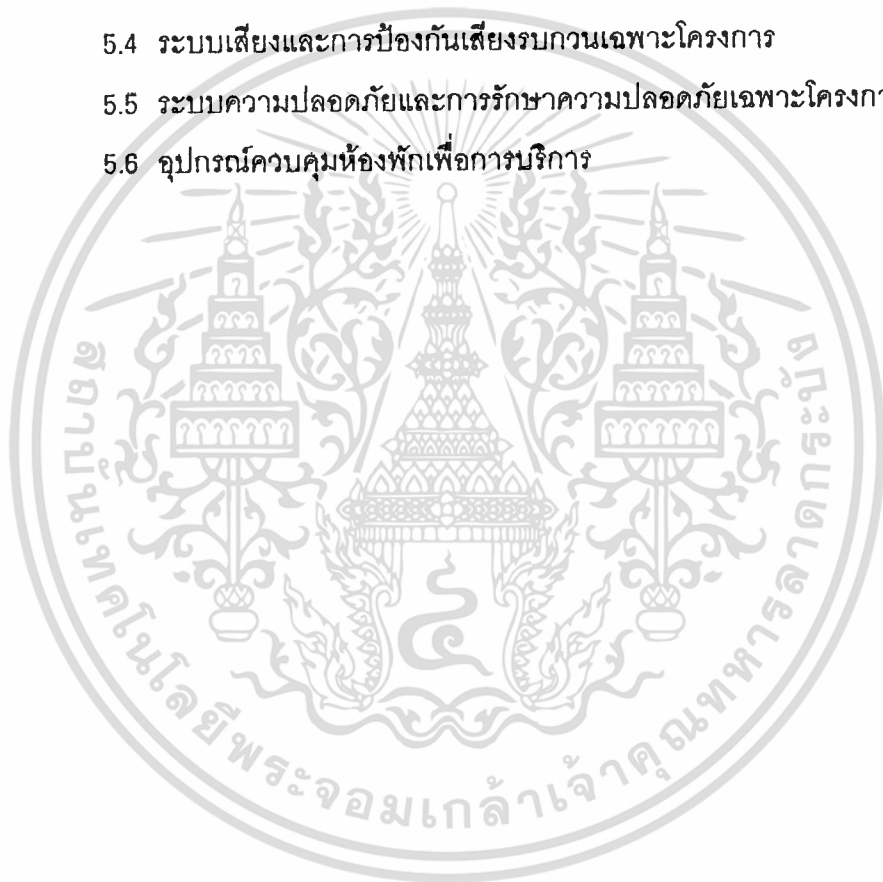 5.4 ระบบเสียงและการป้องกันเสียงรบกวนเฉพาะโครงการ
5.5 ระบบความปลอดภัยและการรักษาความปลอดภัยเฉพาะโครงกา
5.6 อุปกรณ์ควบคุมห้องพักเพื่อการบริการ
สถาบันเทคโนโลยีพระจอมเกล้าเจ้าคุณทหารลาดกระบัง
๔